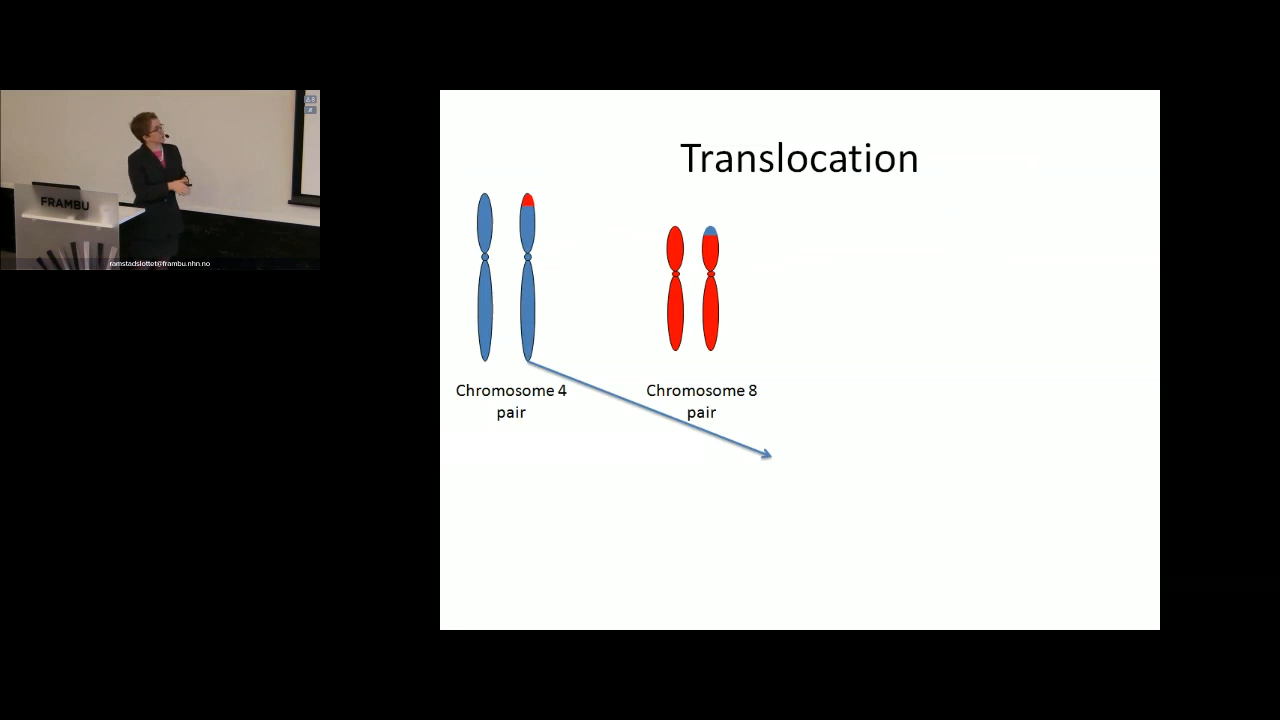 FRAMBU
ramstadslottet@frambu.nhn.no
Translocation
Chromosome 4
pair
Chromosome 8
pair